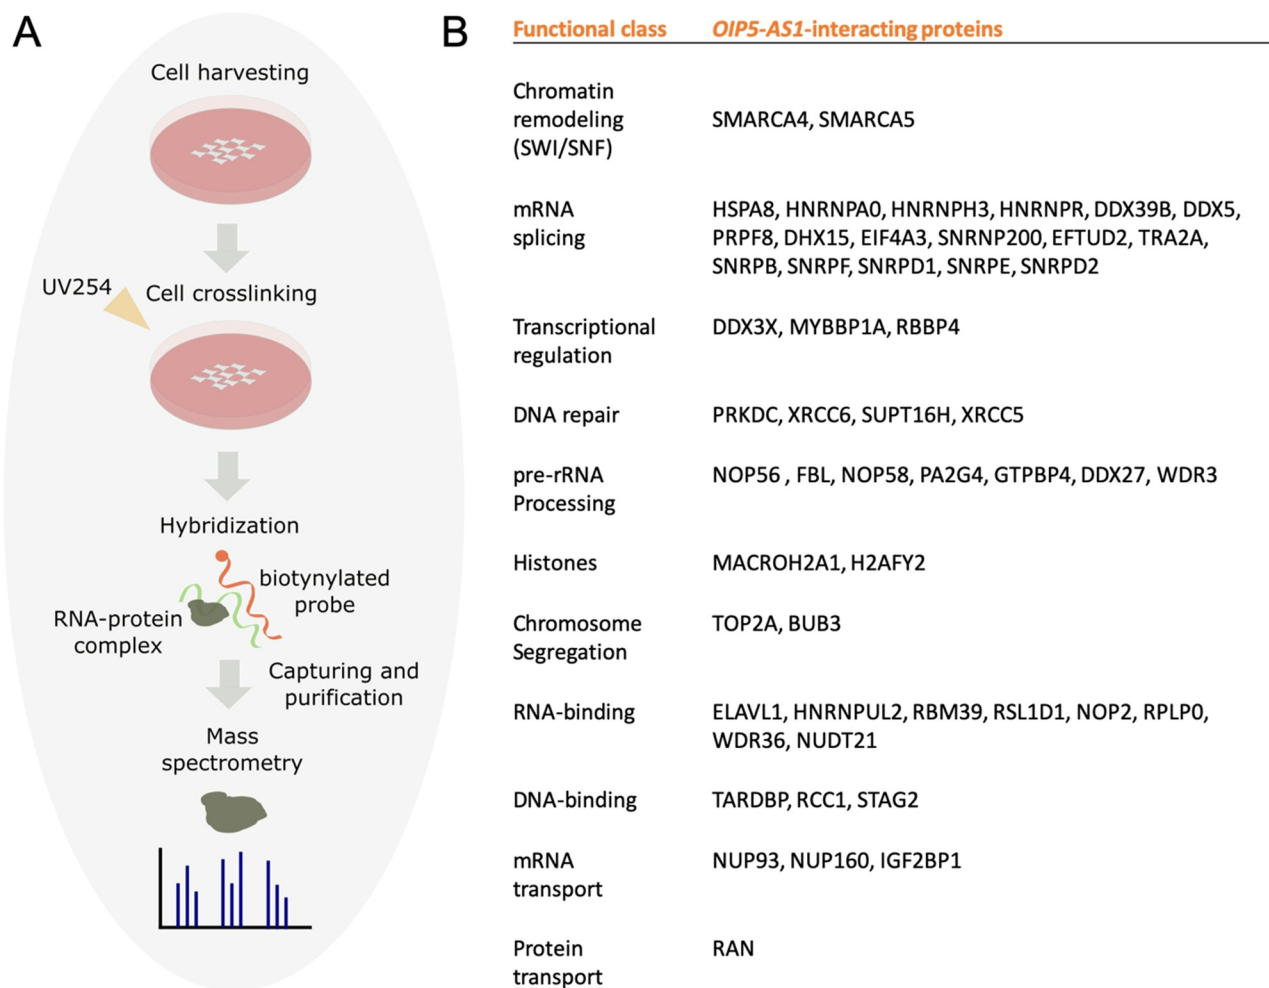 A
Cell harvesting
UV254
Cell crosslinking
Hybridization
biotynylated
probe
RNA-protein
complex
Capturing and
purification
Mass
spectrometry
B
Functional class OIP5-AS1-interacting proteins
Chromatin
remodeling
(SWI/SNF)
SMARCA4, SMARCA5
mRNA
splicing
HSPA8, HNRNPA0, HNRNPH3, HNRNPR, DDX39B, DDX5,
PRPF8, DHX15, EIF4A3, SNRNP200, EFTUD2, TRA2A,
SNRPB, SNRPF, SNRPD1, SNRPE, SNRPD2
Transcriptional
regulation
DDX3X, MYBBP1A, RBBP4
DNA repair
PRKDC, XRCC6, SUPT16H, XRCC5
pre-rRNA
Processing
NOP56 , FBL, NOP58, PA2G4, GTPBP4, DDX27, WDR3
Histones
MACROH2A1, H2AFY2
Chromosome
Segregation
TOP2A, BUB3
RNA-binding
ELAVL1, HNRNPUL2, RBM39, RSL1D1, NOP2, RPLP0,
WDR36, NUDT21
DNA-binding
TARDBP, RCC1, STAG2
mRNA
transport
NUP93, NUP160, IGF2BP1
Protein
transport
RAN